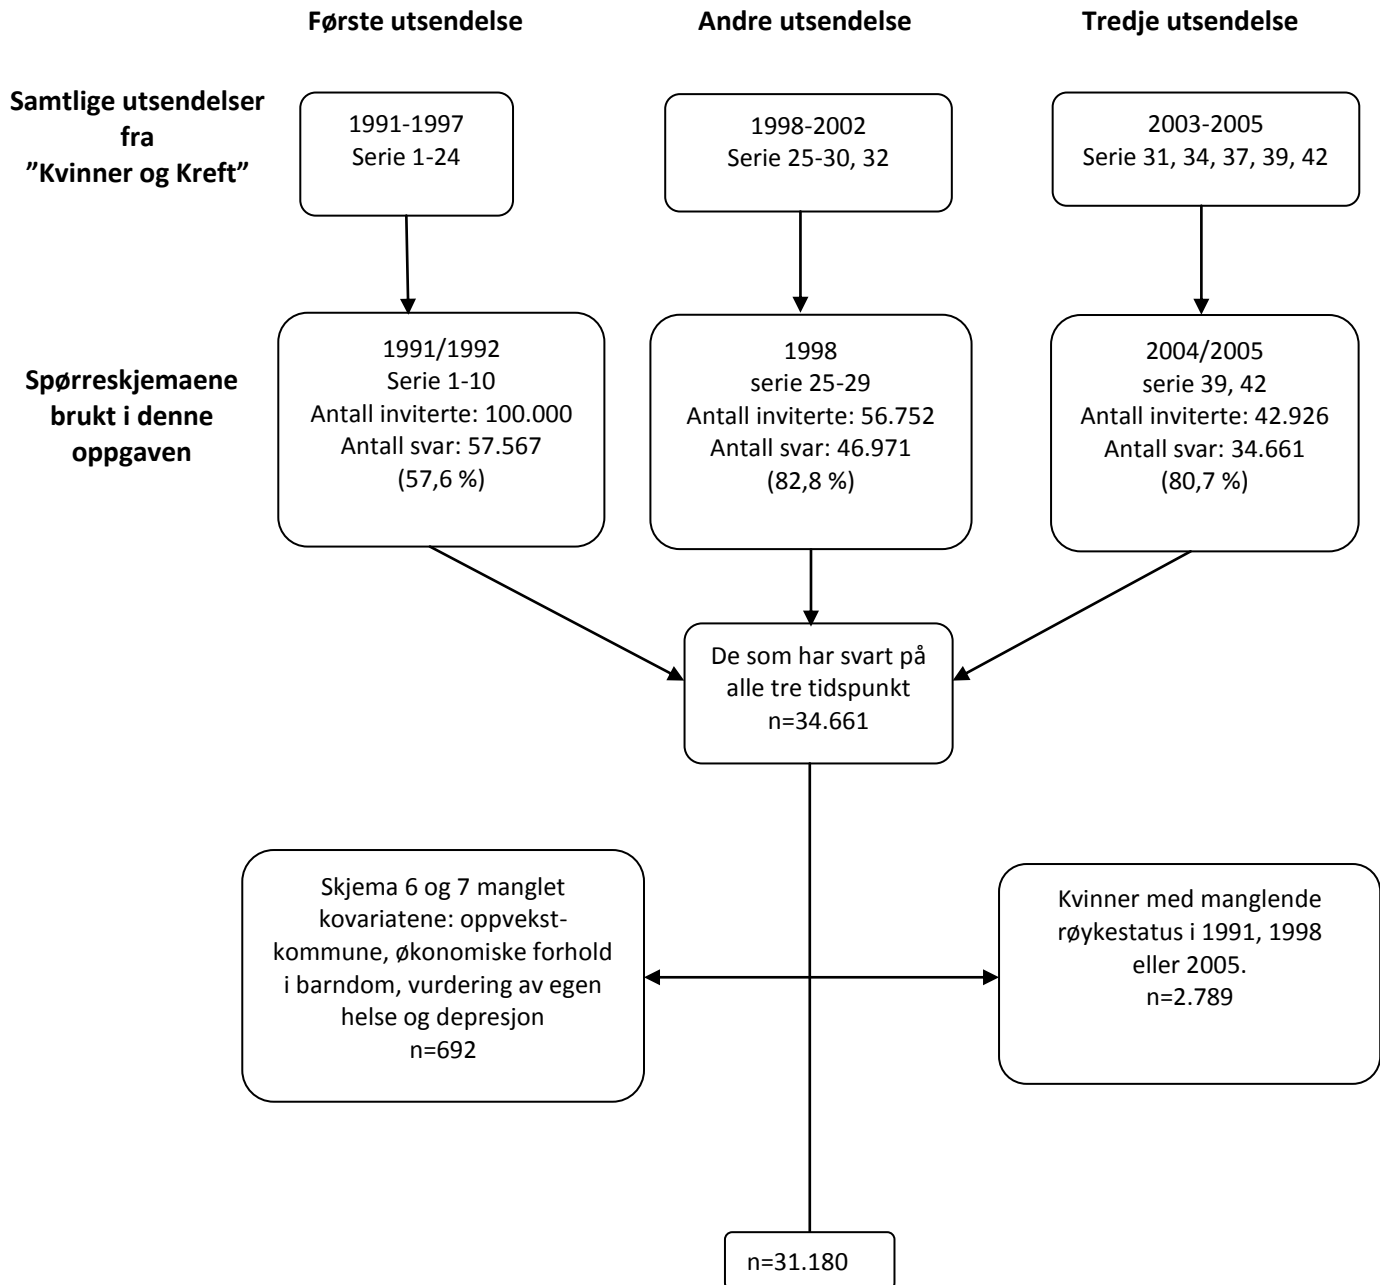 Første utsendelse
Andre utsendelse
Tredje utsendelse
Samtlige utsendelser
fra
”Kvinner og Kreft”
1991-1997
Serie 1-24
1998-2002
Serie 25-30, 32
2003-2005
Serie 31, 34, 37, 39, 42
Spørreskjemaene
brukt i denne
oppgaven
1991/1992
Serie 1-10
Antall inviterte: 100.000
Antall svar: 57.567
(57,6 %)
1998
serie 25-29
Antall inviterte: 56.752
Antall svar: 46.971
(82,8 %)
2004/2005
serie 39, 42
Antall inviterte: 42.926
Antall svar: 34.661
(80,7 %)
De som har svart på
alle tre tidspunkt
n=34.661
Skjema 6 og 7 manglet
kovariatene: oppvekst-
kommune, økonomiske forhold
i barndom, vurdering av egen
helse og depresjon
n=692
Kvinner med manglende
røykestatus i 1991, 1998
eller 2005.
n=2.789
n=31.180